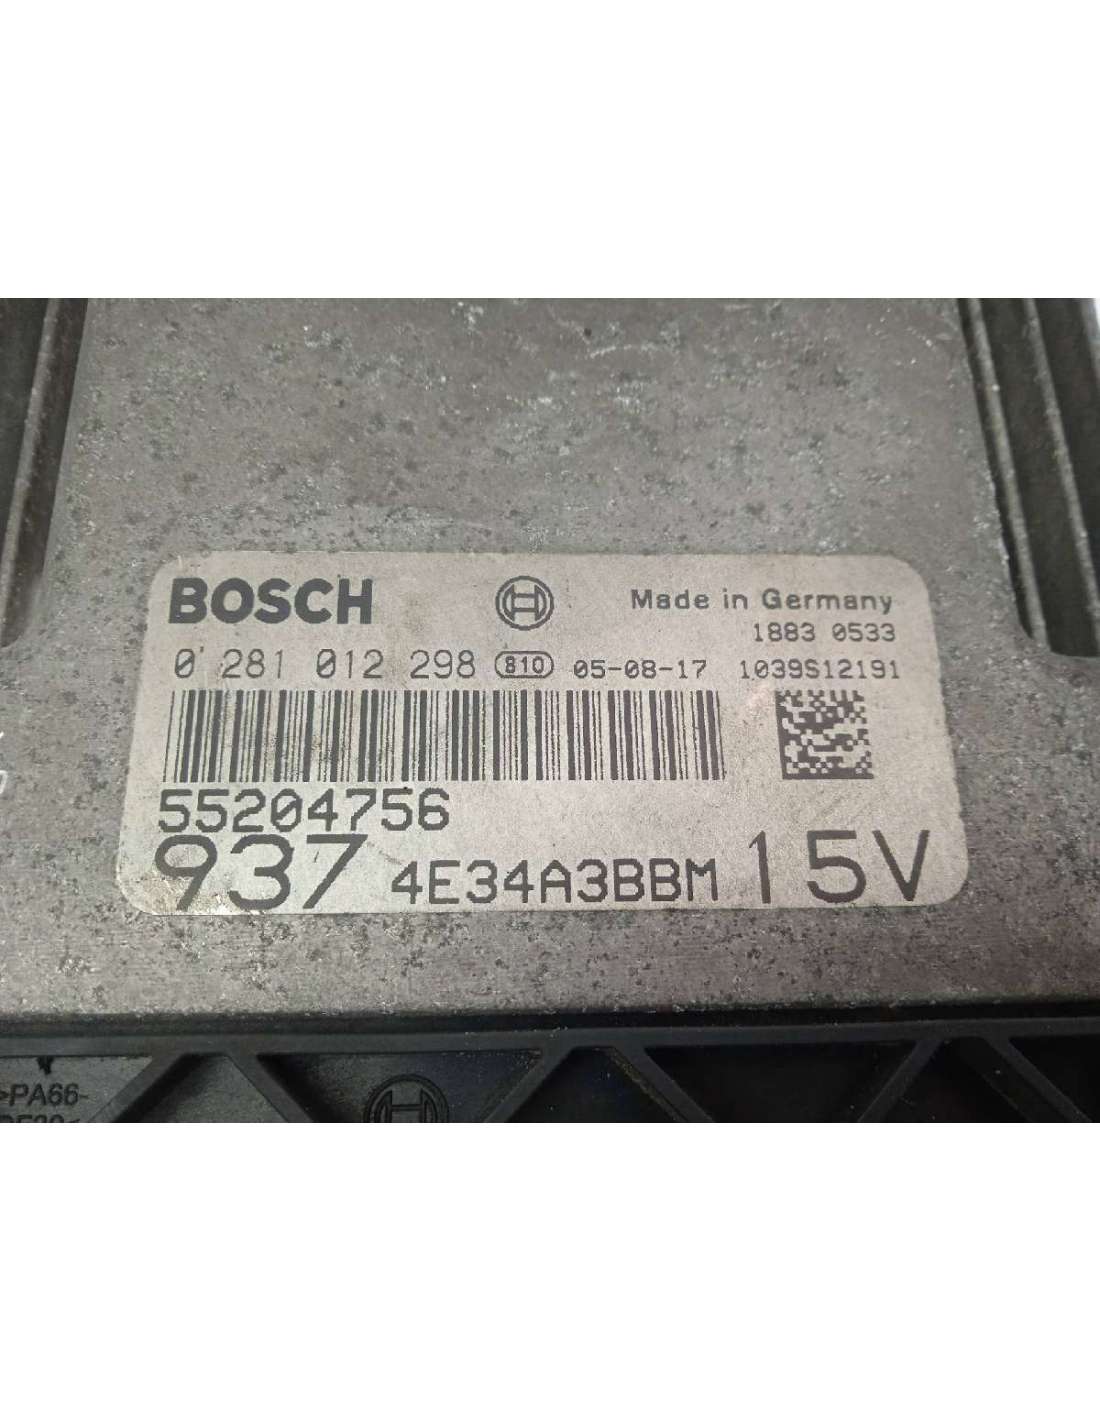 BOSCH
Made in Germany
1883 0533
0 281 012 298 810 05-08-17 1039S12191
55204756
937 4E34A3BBM 15V
>PA66-